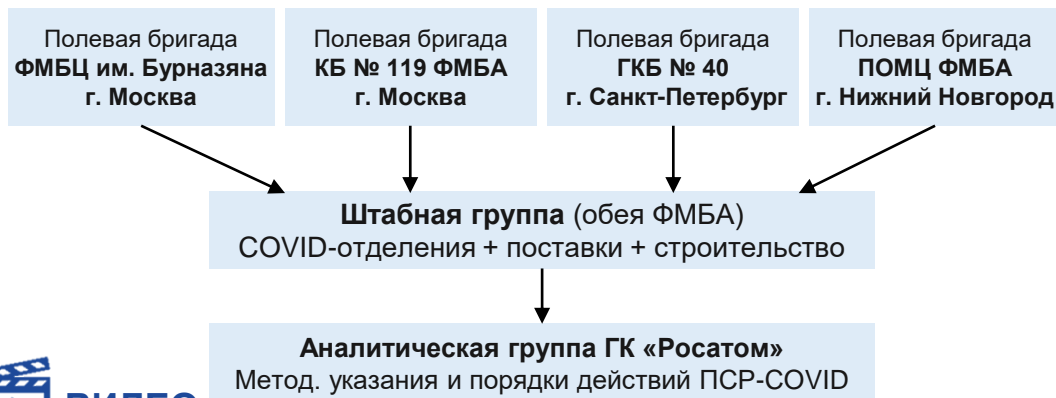 Полевая бригада
ФМБЦ им. Бурназяна
г. Москва
Полевая бригада
КБ № 119 ФМБА
г. Москва
Полевая бригада
ГКБ № 40
г. Санкт-Петербург
Полевая бригада
ПОМЦ ФМБА
г. Нижний Новгород
Штабная группа (обея ФМБА)
COVID-отделения + поставки + строительство
Аналитическая группа ГК «Росатом»
Метод. указания и порядки действий ПСР-COVID
ВИДЕО